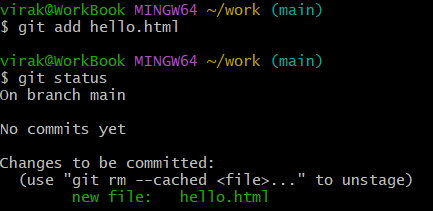 virak@WorkBook MINGW64 ~/work (main)
$ git add hello.html
virak@WorkBook MINGW64 ~/work (main)
$ git status
On branch main
No commits yet
Changes to be committed:
  (use "git rm --cached <file>..." to unstage)
        new file:   hello.html